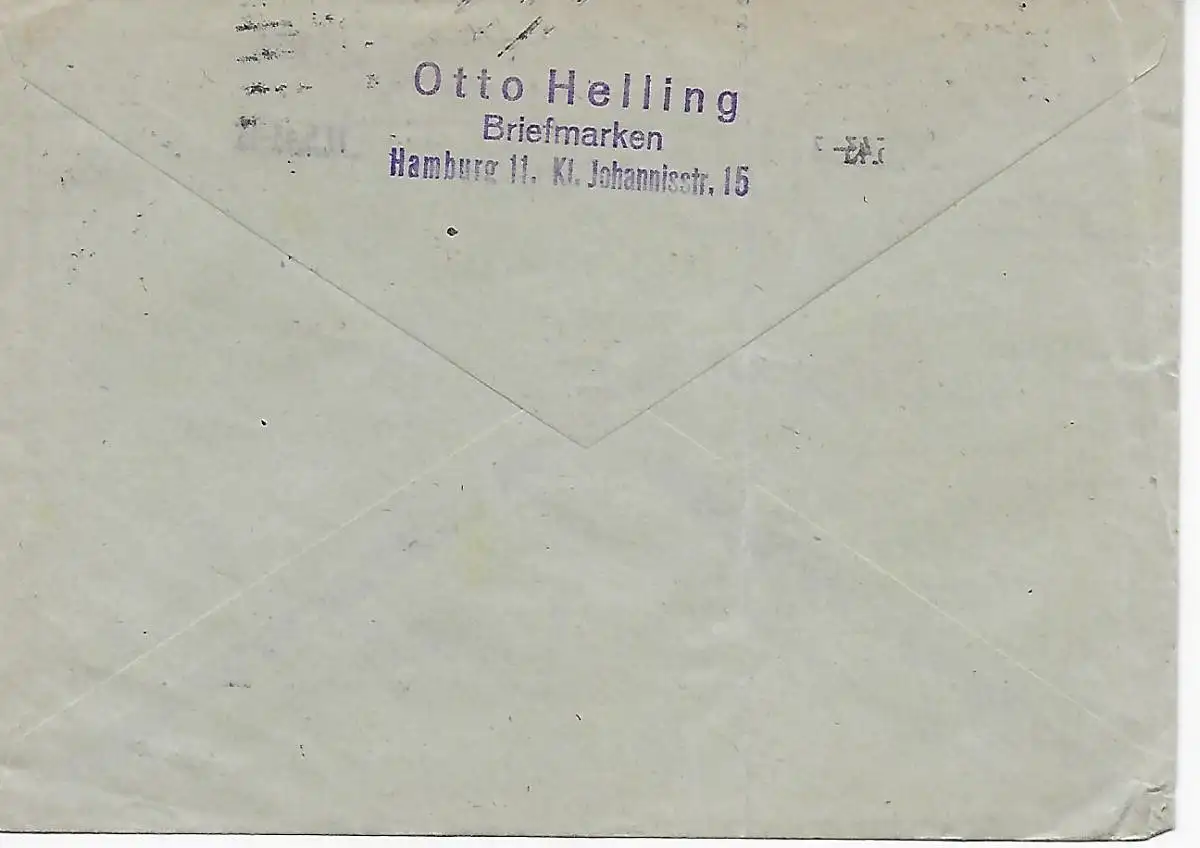 Otto Helling
Briefmarken
Hamburg 11. Kl. Johannisstr. 15